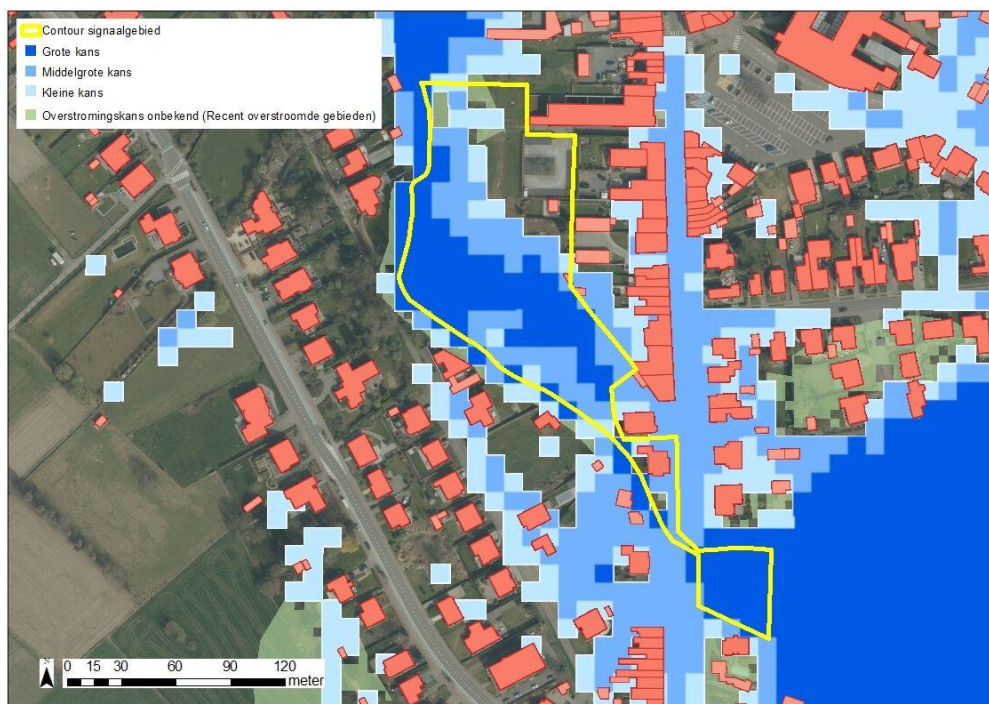 Contour signaalgebied
Grote kans
Middelgrote kans
Kleine kans
Overstromingskans onbekend (Recent overstroomde gebieden)
N
0 15 30 60 90 120
meter